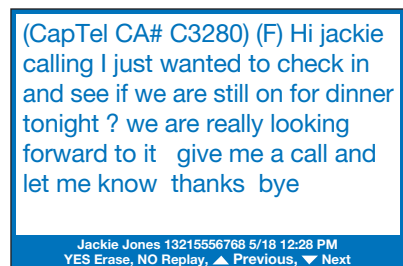 (CapTel CA# C3280) (F) Hi jackie
calling I just wanted to check in
and see if we are still on for dinner
tonight ? we are really looking
forward to it   give me a call and
let me know  thanks  bye
Jackie Jones 13215556768 5/18 12:28 PM
YES Erase, NO Replay, ▲ Previous, ▼ Next